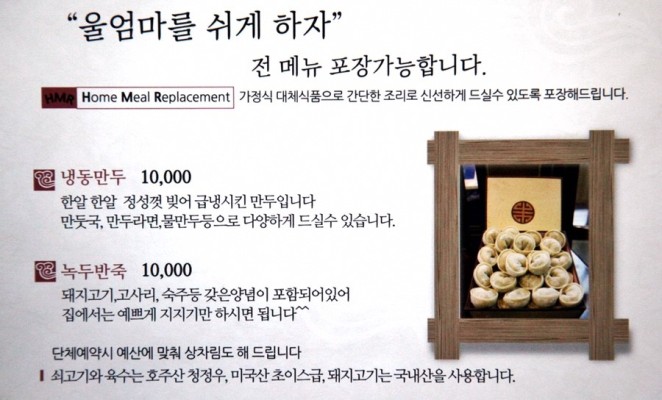 “울엄마를 쉬게 하자”
전 메뉴 포장가능합니다.
HMR Home Meal Replacement 가정식 대체식품으로 간단한 조리로 신선하게 드실수 있도록 포장해드립니다.
냉동만두 10,000
한알 한알 정성껏 빚어 급냉시킨 만두입니다
만둣국, 만두라면,물만두등으로 다양하게 드실수 있습니다.
녹두반죽 10,000
돼지고기,고사리, 숙주등 갖은양념이 포함되어있어
집에서는 예쁘게 지지기만 하시면 됩니다^^
단체예약시 예산에 맞춰 상차림도 해 드립니다
쇠고기와 육수는 호주산 청정우, 미국산 초이스급, 돼지고기는 국내산을 사용합니다.